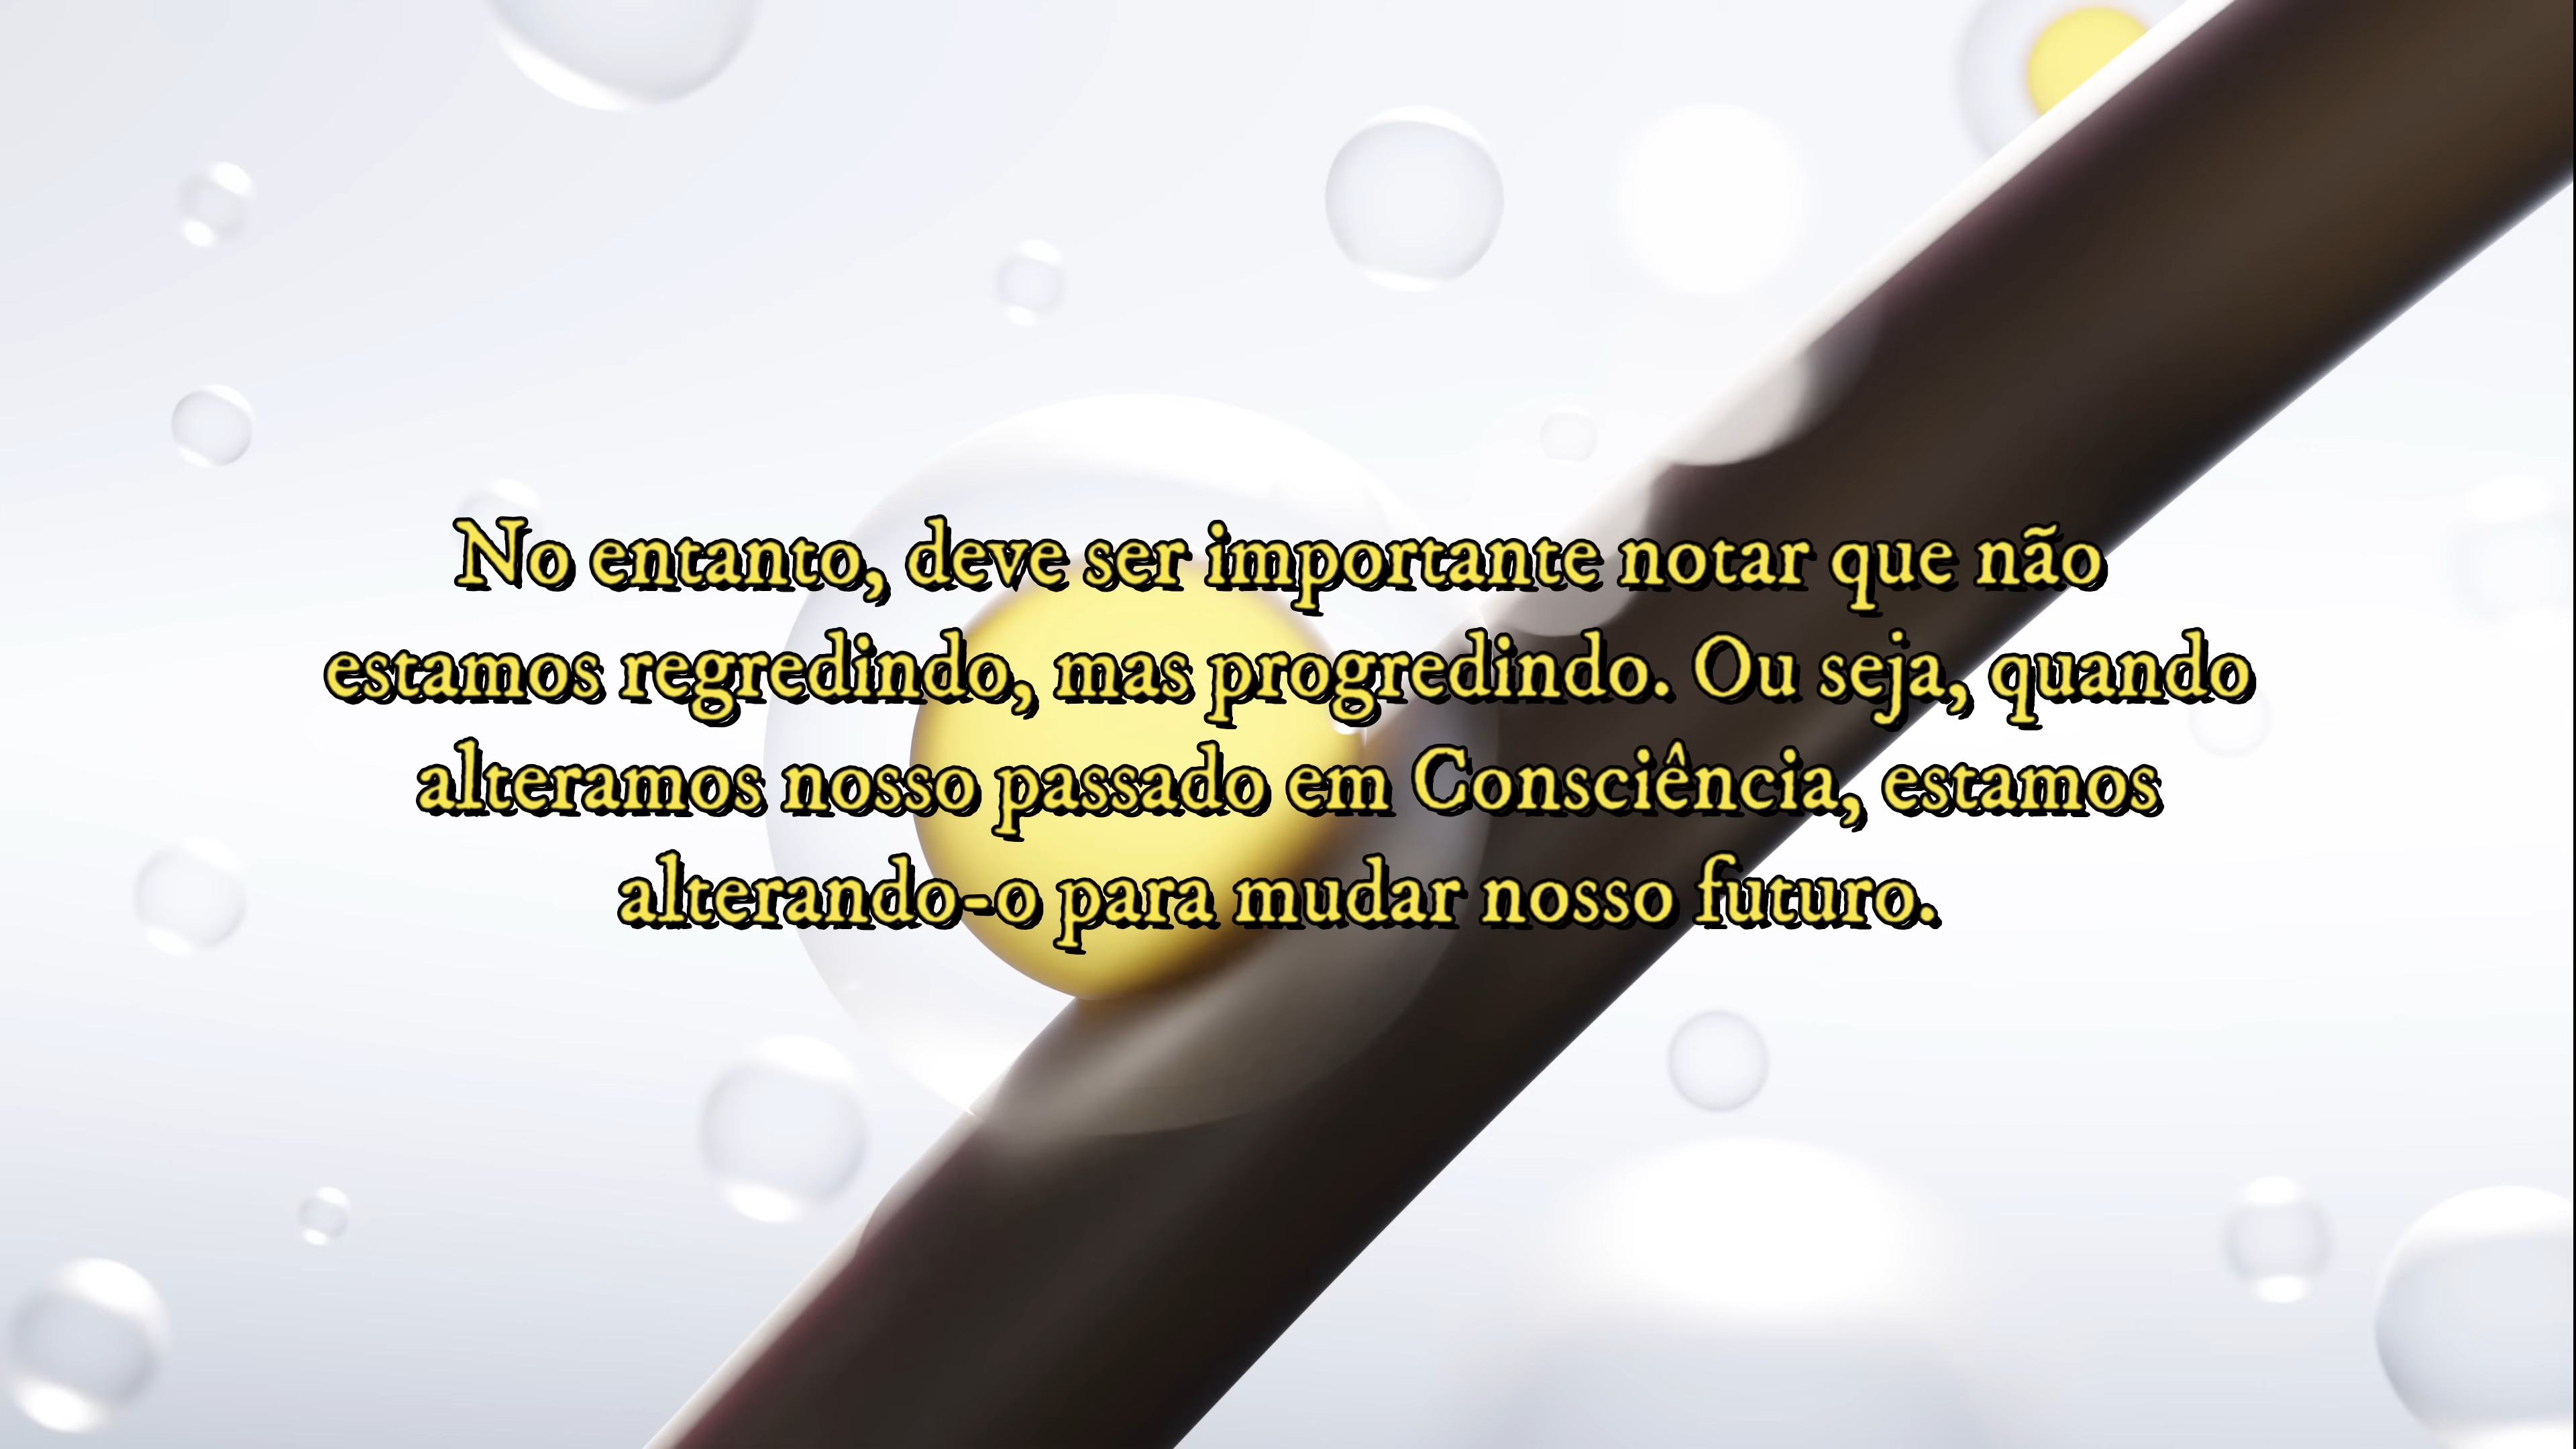 No entanto, deve ser importante notar que não
estamos regredindo, mas progredindo. Ou seja, quando
alteramos nosso passado em Consciência, estamos
alterando-o para mudar nosso futuro.